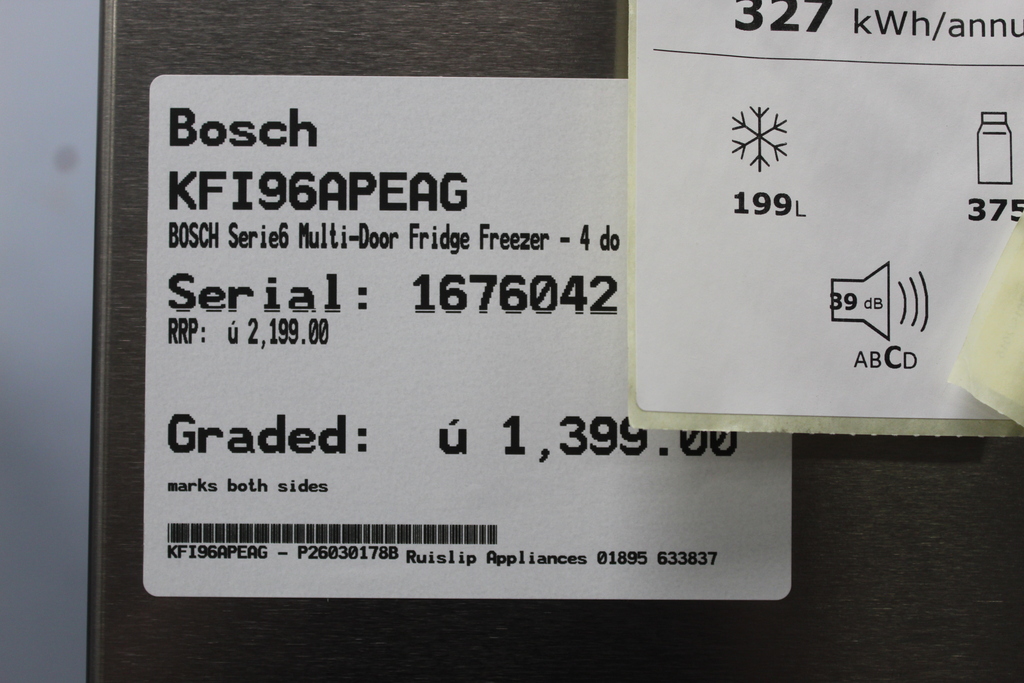 Bosch
KFI96APEAG
BOSCH Serie6 Multi-Door Fridge Freezer - 4 do
Serial: 1676042
RRP: ú 2,199.00
Graded: ú 1,399.00
marks both sides
KFI96APEAG - P26030178B Ruislip Appliances 01895 633837
327 kWh/annu
199L
375
39 dB
ABCD